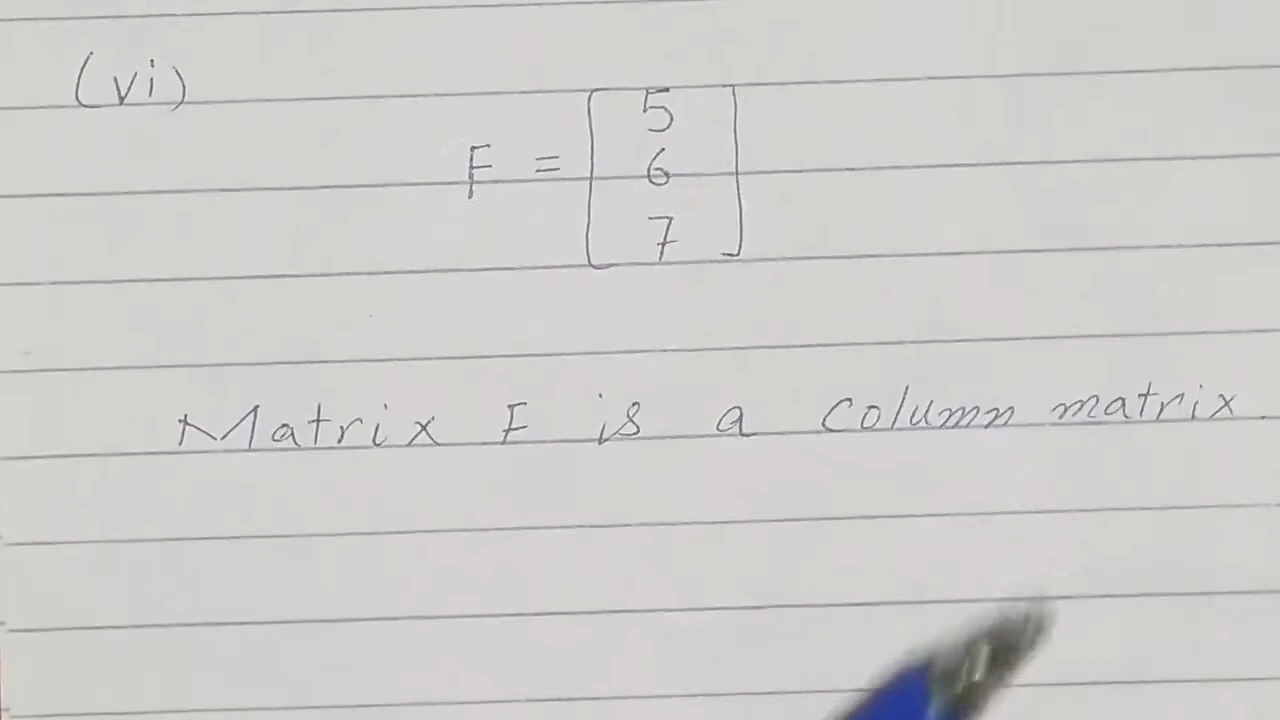 (vi)
F = [ 5
6
7 ]
Matrix F is a column matrix.